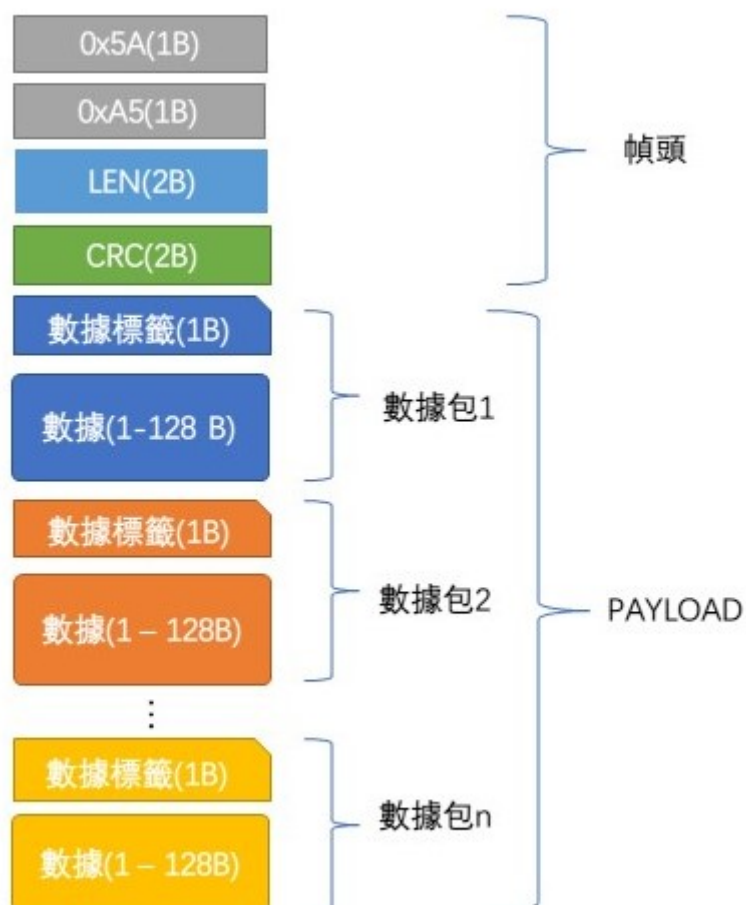 0x5A(1B)
0xA5(1B)
LEN(2B)
CRC(2B)
幀頭
數據標籤(1B)
數據(1-128 B)
數據包1
數據標籤(1B)
數據(1 – 128B)
數據包2
PAYLOAD
⋮
數據標籤(1B)
數據(1 – 128B)
數據包n